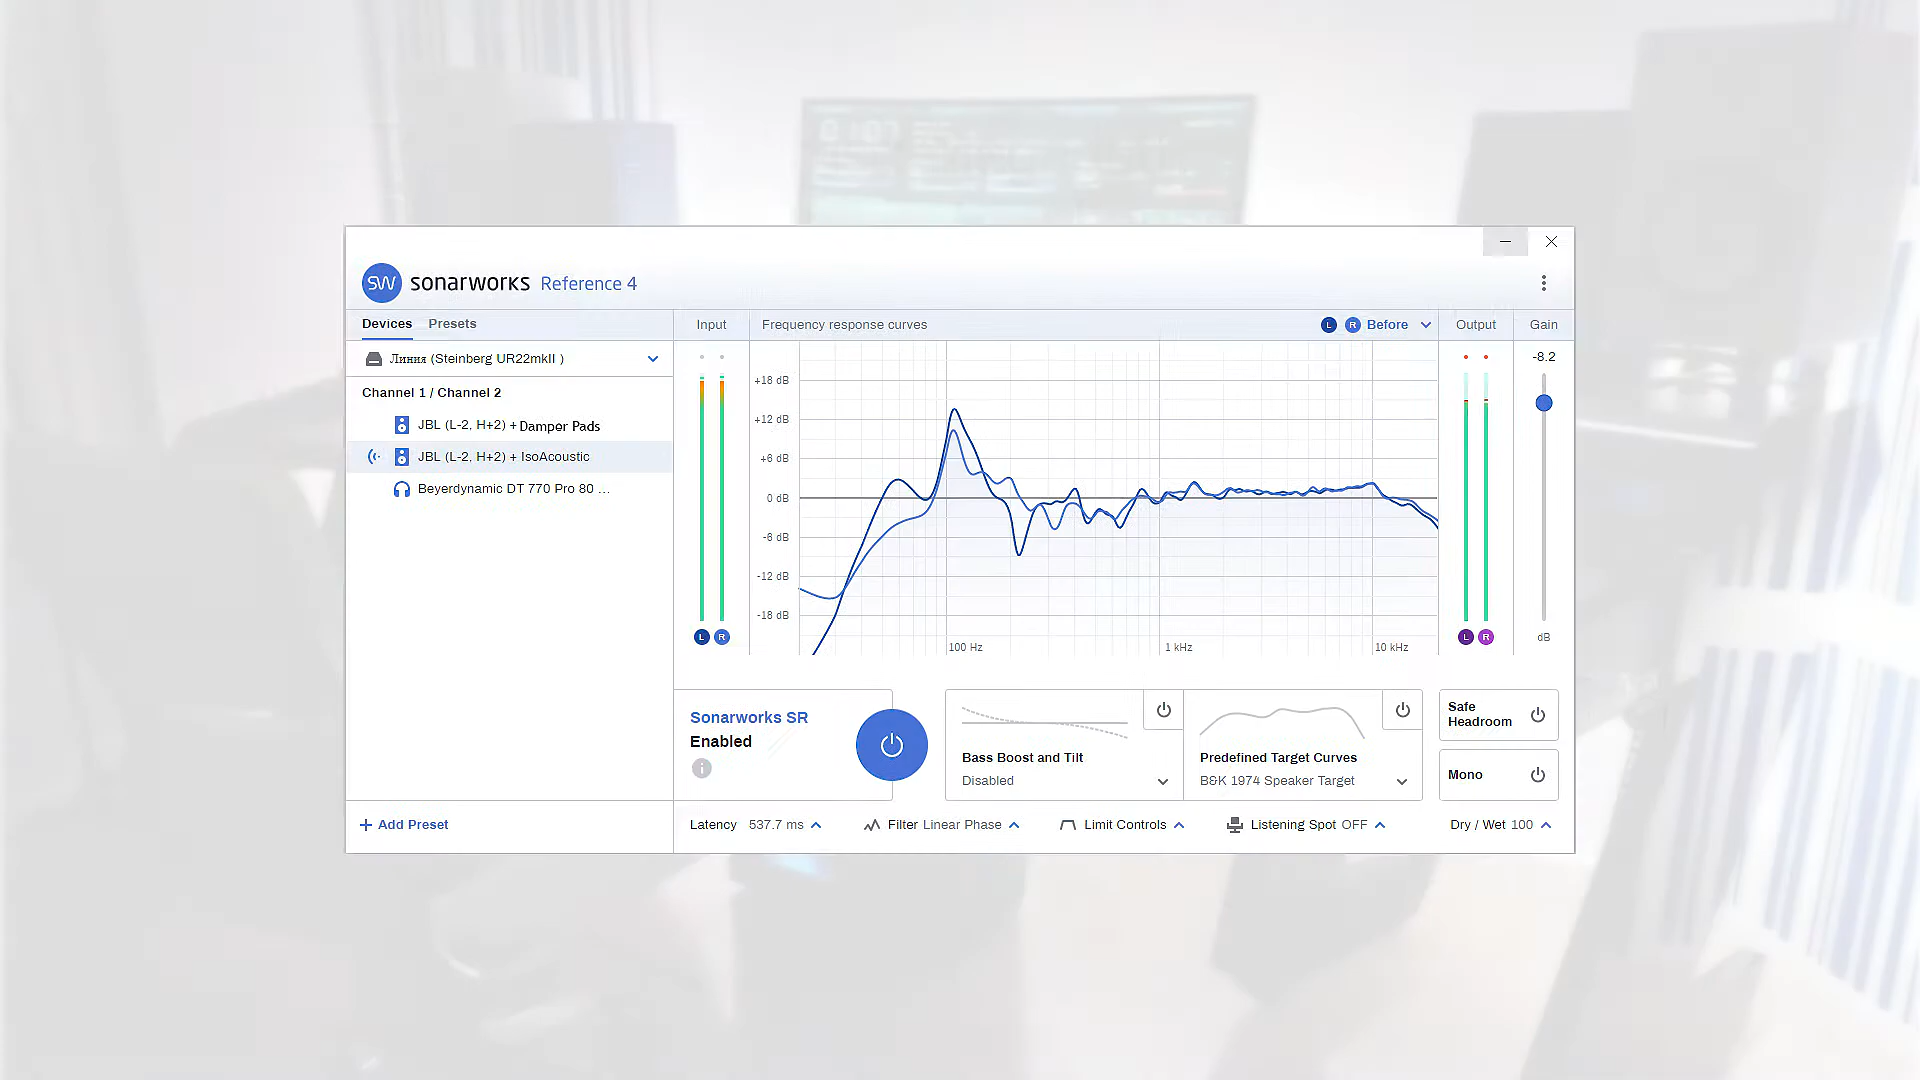 SW sonarworks Reference 4
Devices Presets Input Frequency response curves L R Before Output Gain
Линия (Steinberg UR22mkII )
-8.2
Channel 1 / Channel 2
JBL (L-2, H+2) + Damper Pads
JBL (L-2, H+2) + IsoAcoustic
Beyerdynamic DT 770 Pro 80 ...
+18 dB
+12 dB
+6 dB
0 dB
-6 dB
-12 dB
-18 dB
100 Hz 1 kHz 10 kHz
L R L R dB
Sonarworks SR
Enabled
Bass Boost and Tilt
Disabled
Predefined Target Curves
B&K 1974 Speaker Target
Safe
Headroom
Mono
+ Add Preset
Latency 537.7 ms Filter Linear Phase Limit Controls Listening Spot OFF Dry / Wet 100